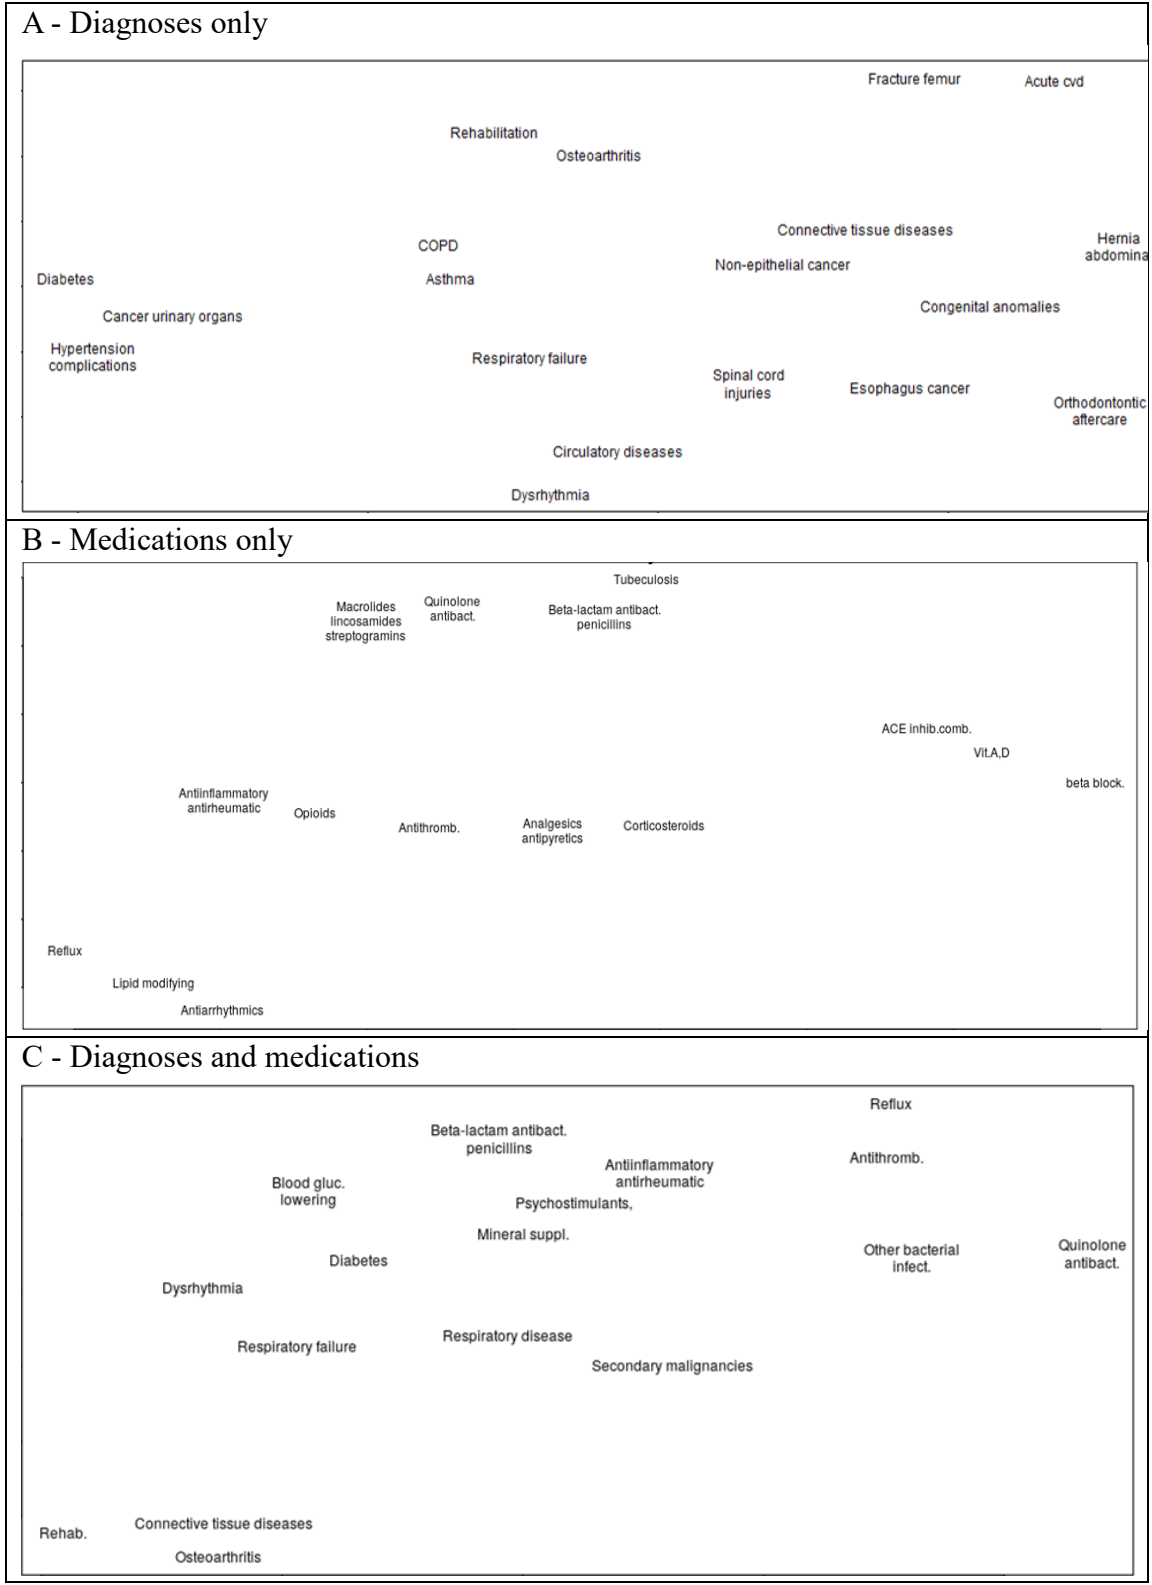 A - Diagnoses only
Fracture femur
Acute cvd
Rehabilitation
Osteoarthritis
Connective tissue diseases
Hernia
abdomina
COPD
Non-epithelial cancer
Diabetes
Asthma
Cancer urinary organs
Congenital anomalies
Hypertension
complications
Respiratory failure
Spinal cord
injuries
Esophagus cancer
Orthodontontic
aftercare
Circulatory diseases
Dysrhythmia
B - Medications only
Tubeculosis
Macrolides
lincosamides
streptogramins
Quinolone
antibact.
Beta-lactam antibact.
penicillins
ACE inhib.comb.
Vit.A,D
beta block.
Antiinflammatory
antirheumatic
Opioids
Antithromb.
Analgesics
antipyretics
Corticosteroids
Reflux
Lipid modifying
Antiarrhythmics
C - Diagnoses and medications
Reflux
Beta-lactam antibact.
penicillins
Antithromb.
Antiinflammatory
antirheumatic
Blood gluc.
lowering
Psychostimulants,
Mineral suppl.
Other bacterial
infect.
Quinolone
antibact.
Diabetes
Dysrhythmia
Respiratory disease
Respiratory failure
Secondary malignancies
Connective tissue diseases
Rehab.
Osteoarthritis